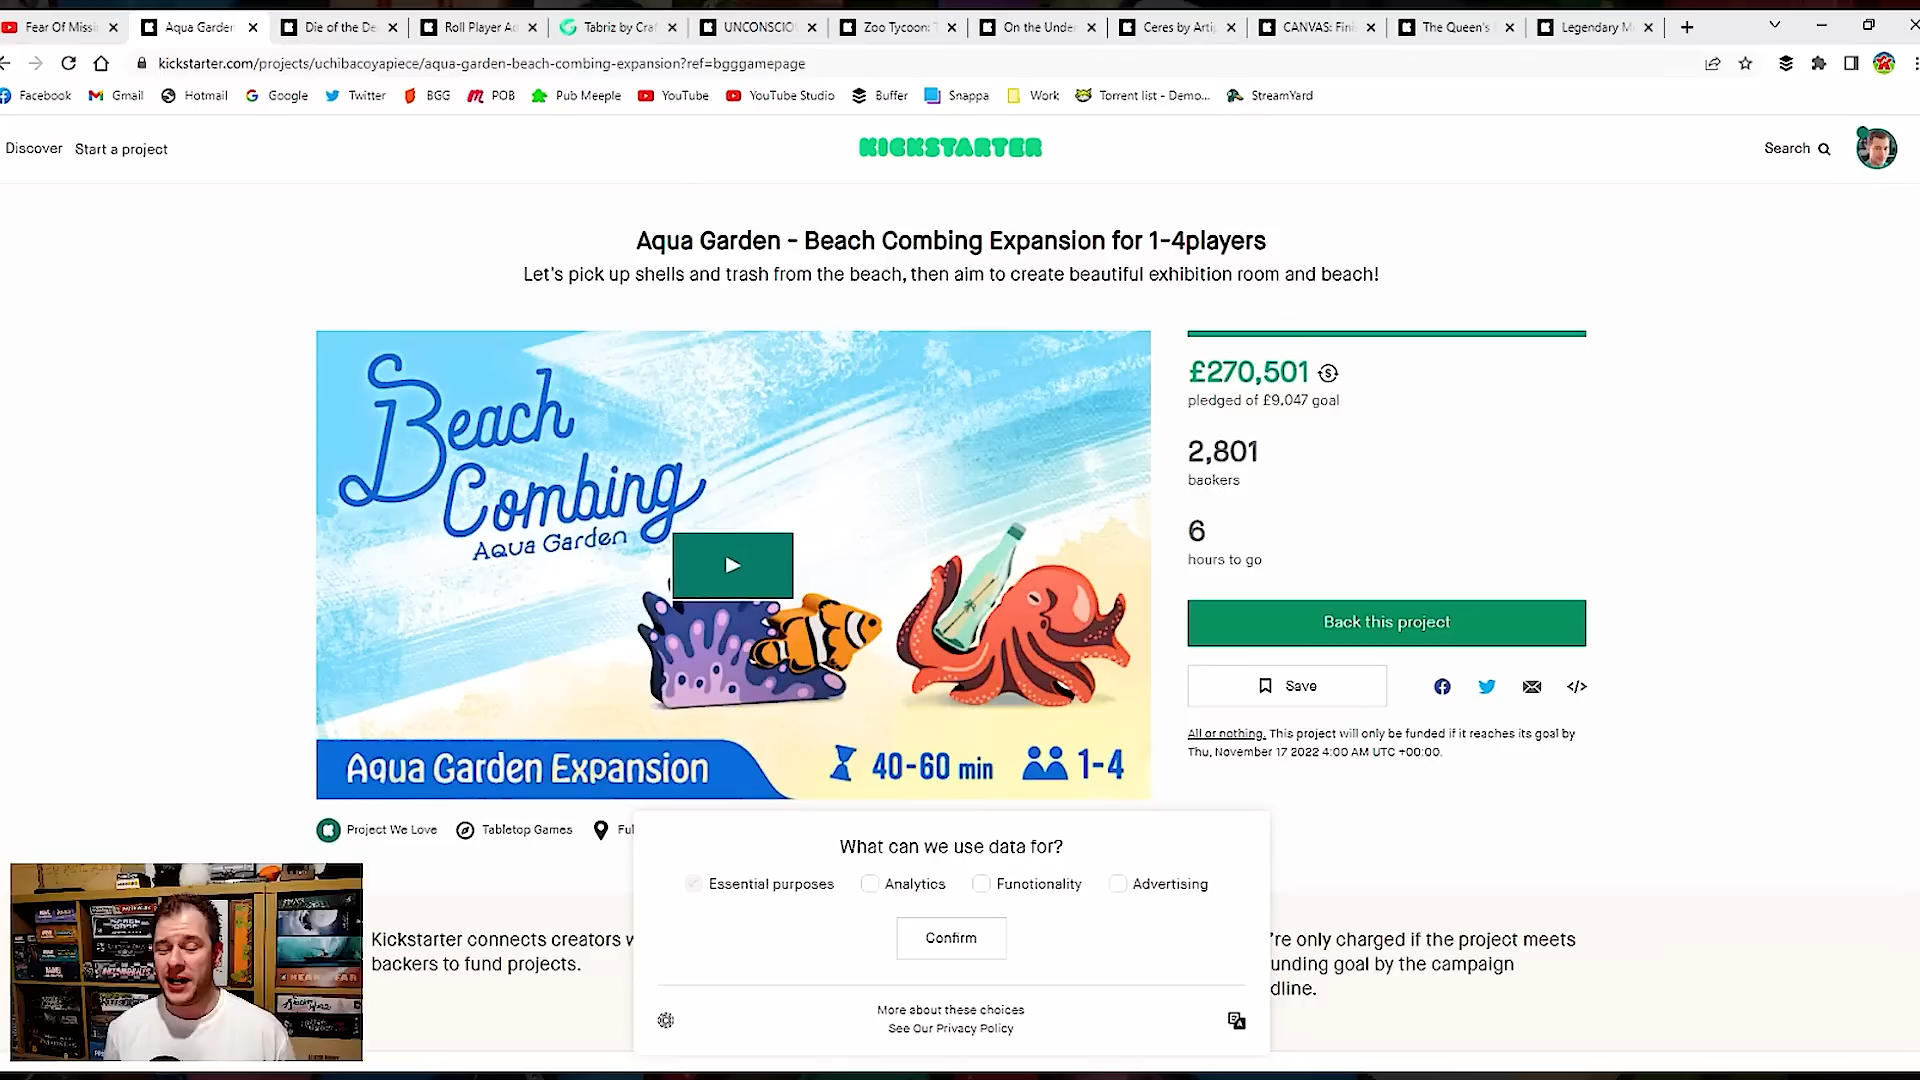 Fear Of Missi
Aqua Garden
Die of the De
Roll Player Ad
Tabriz by Craf
UNCONSCIO
Zoo Tycoon: T
On the Under
Ceres by Artip
CANVAS: Fini
The Queen's
Legendary M
kickstarter.com/projects/uchibacoyapiece/aqua-garden-beach-combing-expansion?ref=bgggamepage
Facebook
Gmail
Hotmail
Google
Twitter
BGG
POB
Pub Meeple
YouTube
YouTube Studio
Buffer
Snappa
Work
Torrent list - Demo...
StreamYard
Discover
Start a project
KICKSTARTER
Search
Aqua Garden - Beach Combing Expansion for 1-4players
Let's pick up shells and trash from the beach, then aim to create beautiful exhibition room and beach!
Beach
Combing
Aqua Garden
Aqua Garden Expansion
40-60 min
1-4
£270,501
pledged of £9,047 goal
2,801
backers
6
hours to go
Back this project
Save
All or nothing. This project will only be funded if it reaches its goal by
Thu, November 17 2022 4:00 AM UTC +00:00.
Project We Love
Tabletop Games
Ful
What can we use data for?
Essential purposes
Analytics
Functionality
Advertising
Confirm
More about these choices
See Our Privacy Policy
Kickstarter connects creators w
backers to fund projects.
're only charged if the project meets
unding goal by the campaign
dline.